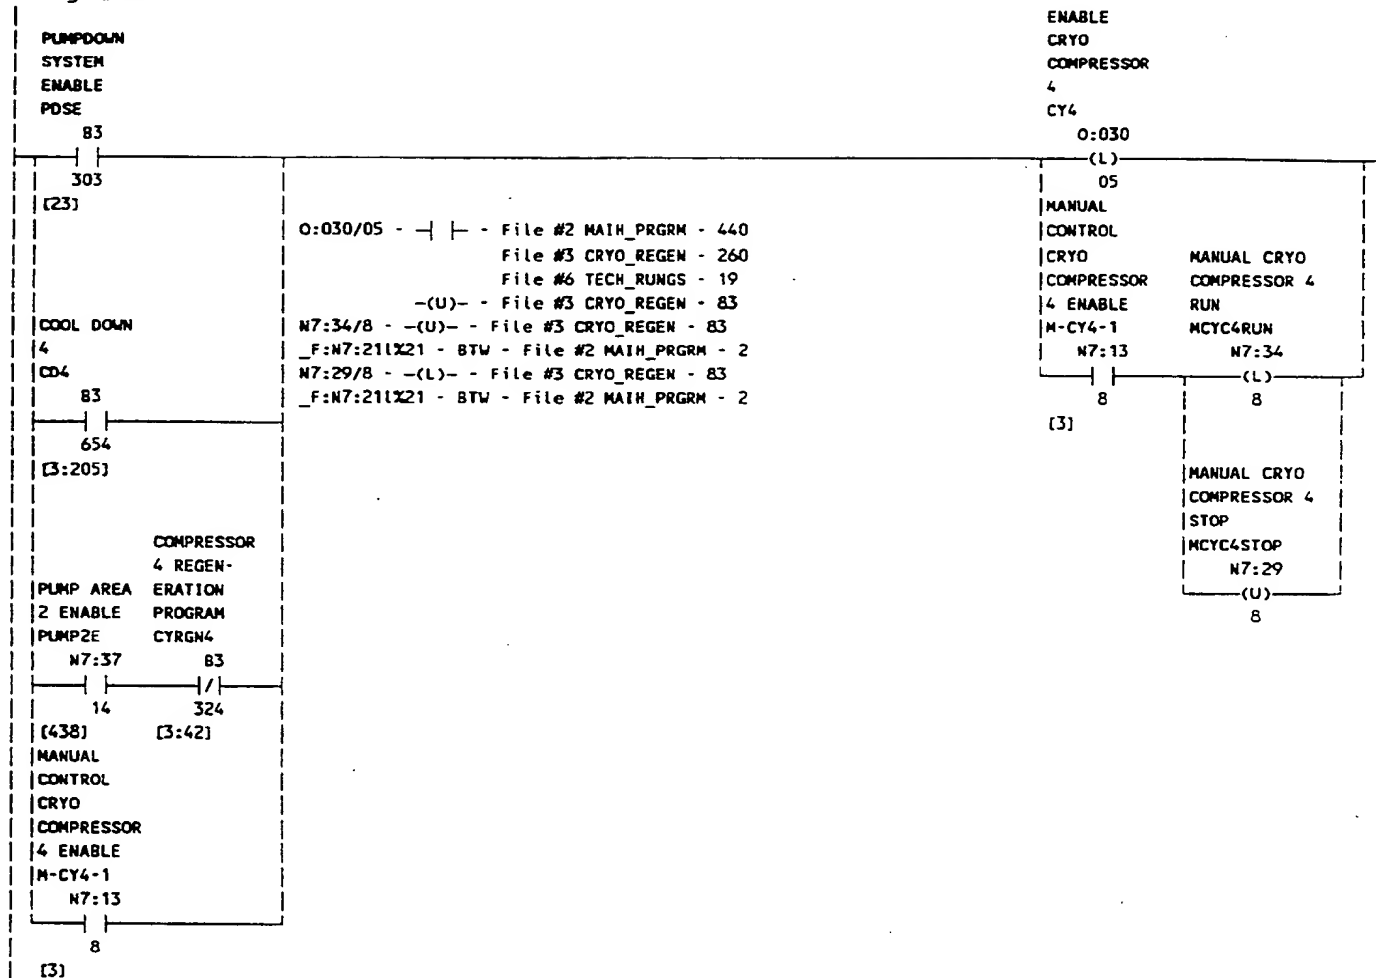 PUMPDOWN
SYSTEM
ENABLE
PDSE
B3
303
[23]
ENABLE
CRYO
COMPRESSOR
4
CY4
O:030
(L)
05
O:030/05 - ┤ ├ - File #2 MAIH_PRGRM - 440
File #3 CRYO_REGEN - 260
File #6 TECH_RUNGS - 19
-(U)- - File #3 CRYO_REGEN - 83
N7:34/8 - -(U)- - File #3 CRYO_REGEN - 83
_F:N7:21l%21 - BTW - File #2 MAIH_PRGRM - 2
N7:29/8 - -(L)- - File #3 CRYO_REGEN - 83
_F:N7:21l%21 - BTW - File #2 MAIH_PRGRM - 2
MANUAL
CONTROL
CRYO
COMPRESSOR
4 ENABLE
M-CY4-1
N7:13
8
[3]
MANUAL CRYO
COMPRESSOR 4
RUN
MCYC4RUN
N7:34
(L)
8
MANUAL CRYO
COMPRESSOR 4
STOP
MCYC4STOP
N7:29
(U)
8
COOL DOWN
4
CD4
B3
654
[3:205]
PUMP AREA
2 ENABLE
PUMP2E
N7:37
14
[438]
COMPRESSOR
4 REGEN-
ERATION
PROGRAM
CYRGN4
B3
/
324
[3:42]
MANUAL
CONTROL
CRYO
COMPRESSOR
4 ENABLE
M-CY4-1
N7:13
8
[3]